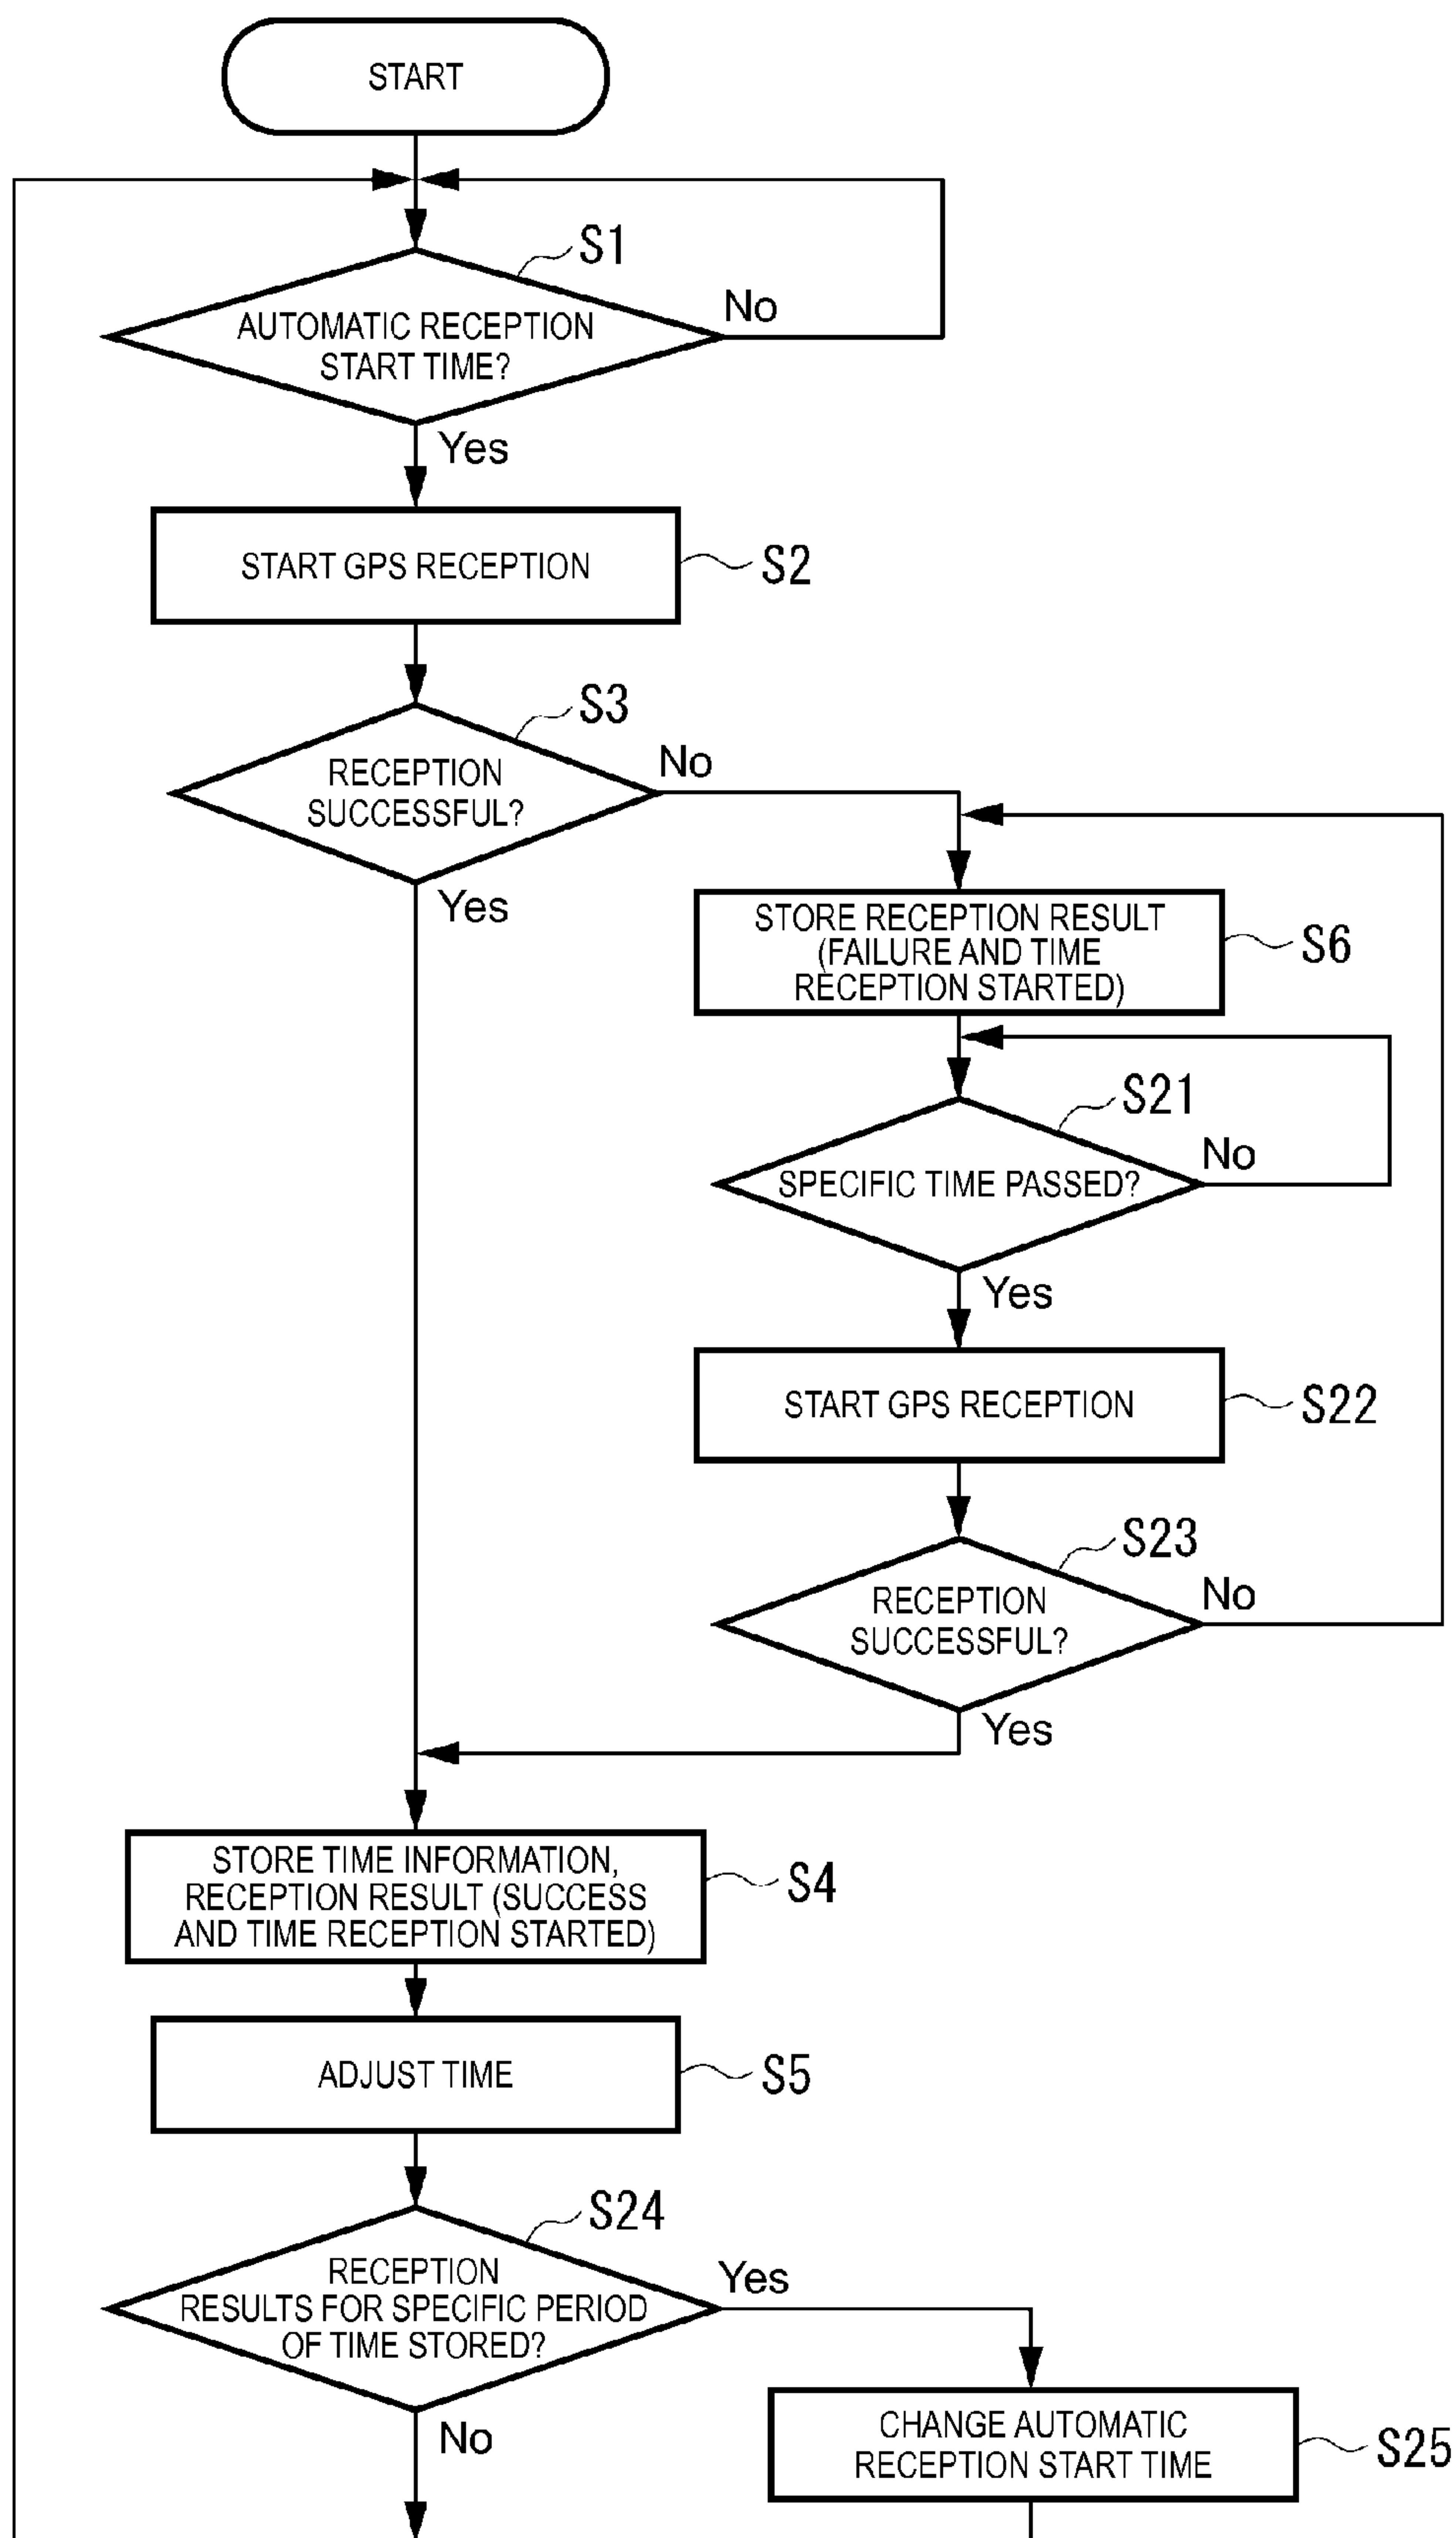 START
S1
AUTOMATIC RECEPTION
START TIME?
No
Yes
START GPS RECEPTION
S2
S3
RECEPTION
SUCCESSFUL?
No
Yes
STORE RECEPTION RESULT
(FAILURE AND TIME
RECEPTION STARTED)
S6
S21
SPECIFIC TIME PASSED?
No
Yes
START GPS RECEPTION
S22
S23
RECEPTION
SUCCESSFUL?
No
Yes
STORE TIME INFORMATION,
RECEPTION RESULT (SUCCESS
AND TIME RECEPTION STARTED)
S4
ADJUST TIME
S5
S24
RECEPTION
RESULTS FOR SPECIFIC PERIOD
OF TIME STORED?
Yes
No
CHANGE AUTOMATIC
RECEPTION START TIME
S25